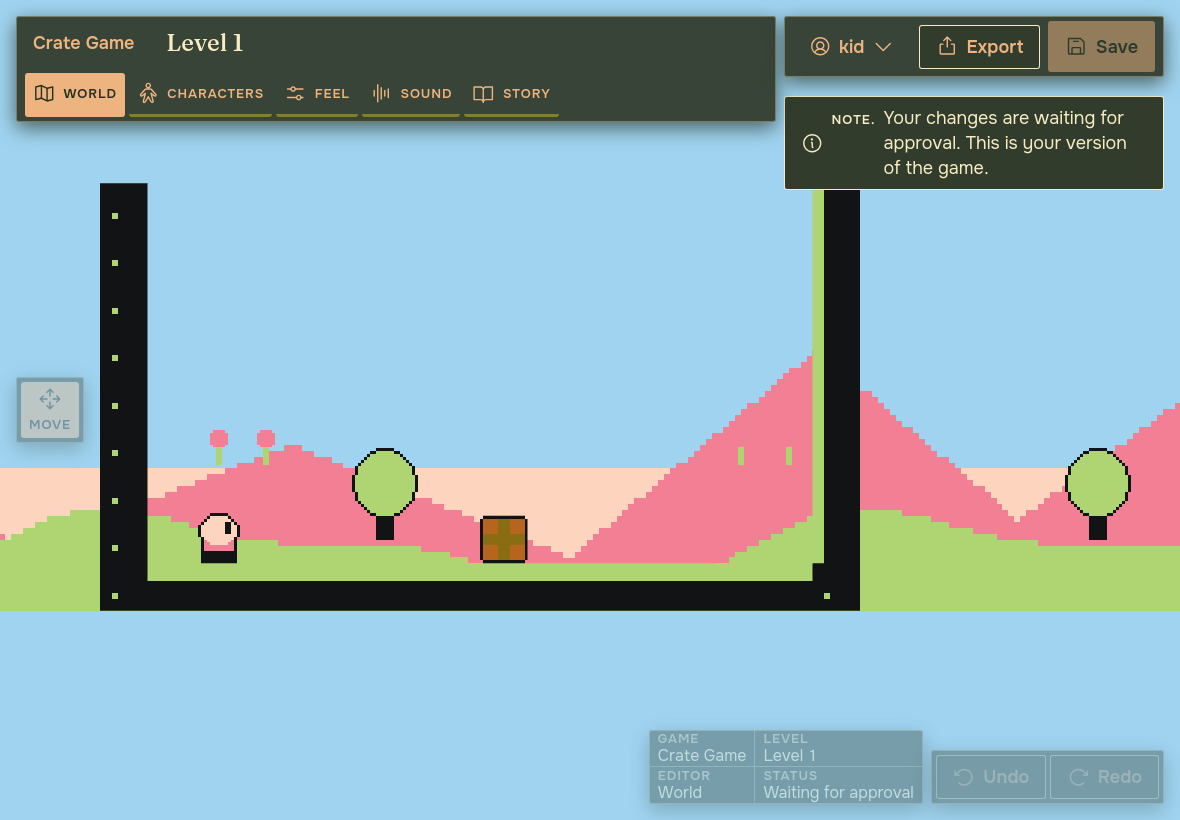 Crate Game
Level 1
WORLD
CHARACTERS
FEEL
SOUND
STORY
kid
Export
Save
NOTE. Your changes are waiting for
approval. This is your version
of the game.
MOVE
GAME
Crate Game
LEVEL
Level 1
EDITOR
World
STATUS
Waiting for approval
Undo
Redo